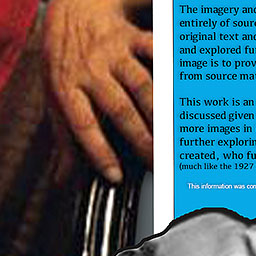 The imagery and
entirely of sour
original text and
and explored fu
image is to prov
from source ma
This work is an
discussed given
more images in
further explorin
created, who fu
(much like the 1927
This information was con